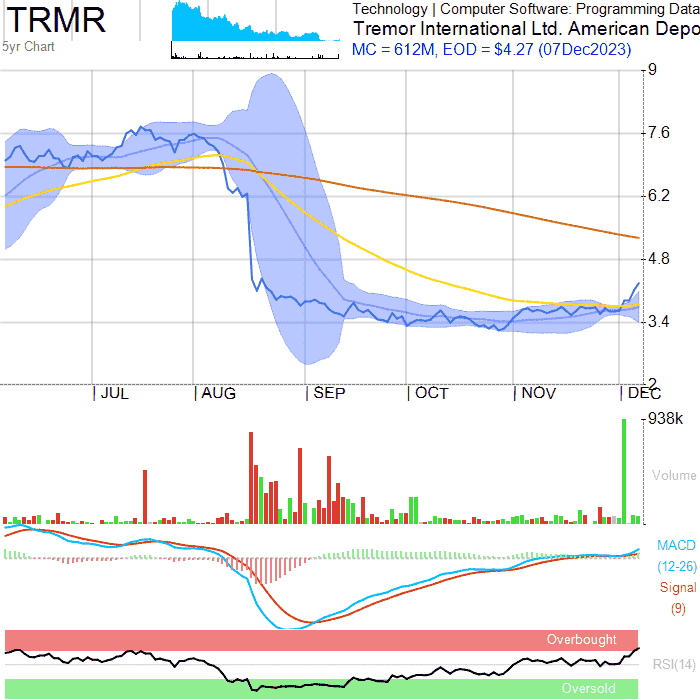 TRMR
5yr Chart
Technology | Computer Software: Programming Data
Tremor International Ltd. American Depo
MC = 612M, EOD = $4.27 (07Dec2023)
9
7.6
6.2
4.8
3.4
2
JUL AUG SEP OCT NOV DEC
938k
Volume
MACD
(12-26)
Signal
(9)
Overbought
RSI(14)
Oversold